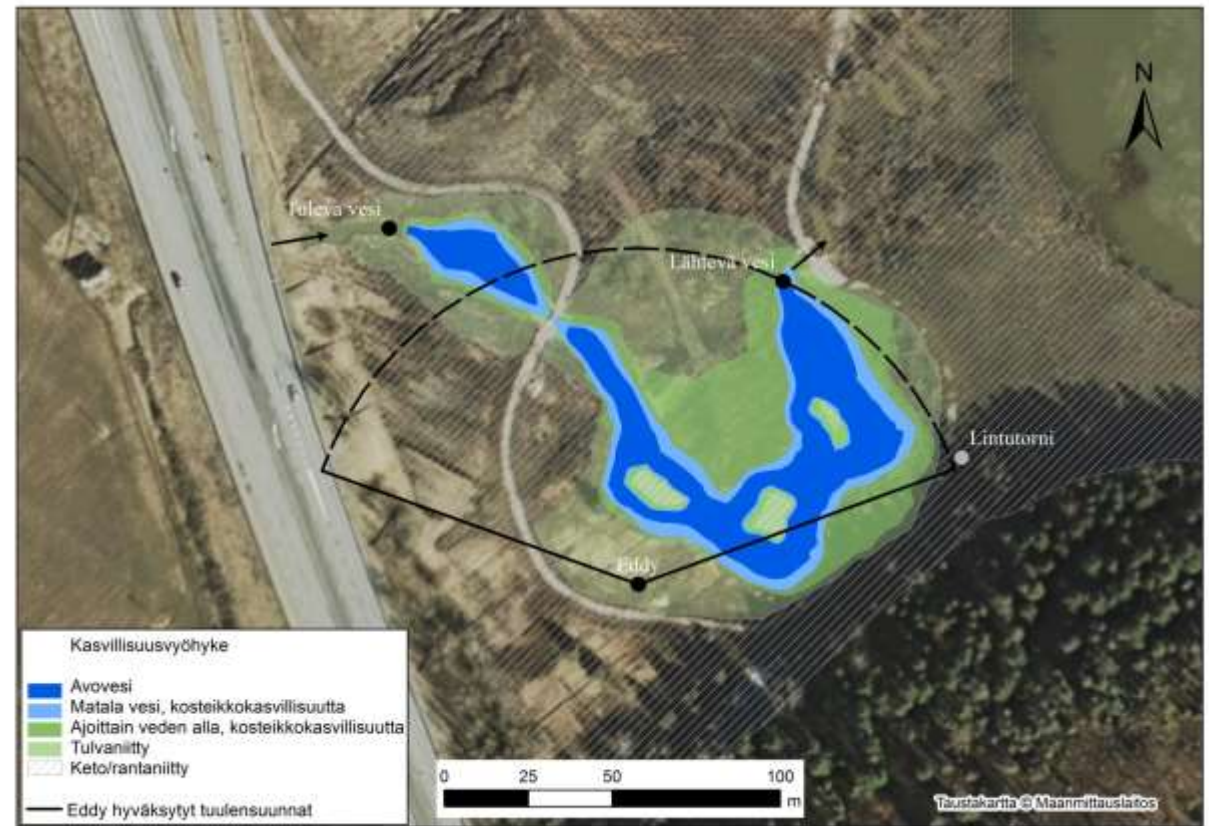 N
Tuleva vesi
Lähtevä vesi
Lintutorni
Eddy
Kasvillisuusvyöhyke
Avovesi
Matala vesi, kosteikkokasvillisuutta
Ajoittain veden alla, kosteikkokasvillisuutta
Tulvaniitty
Keto/rantaniitty
Eddy hyväksytyt tuulensuunnat
0 25 50 100
m
Taustakartta © Maanmittauslaitos